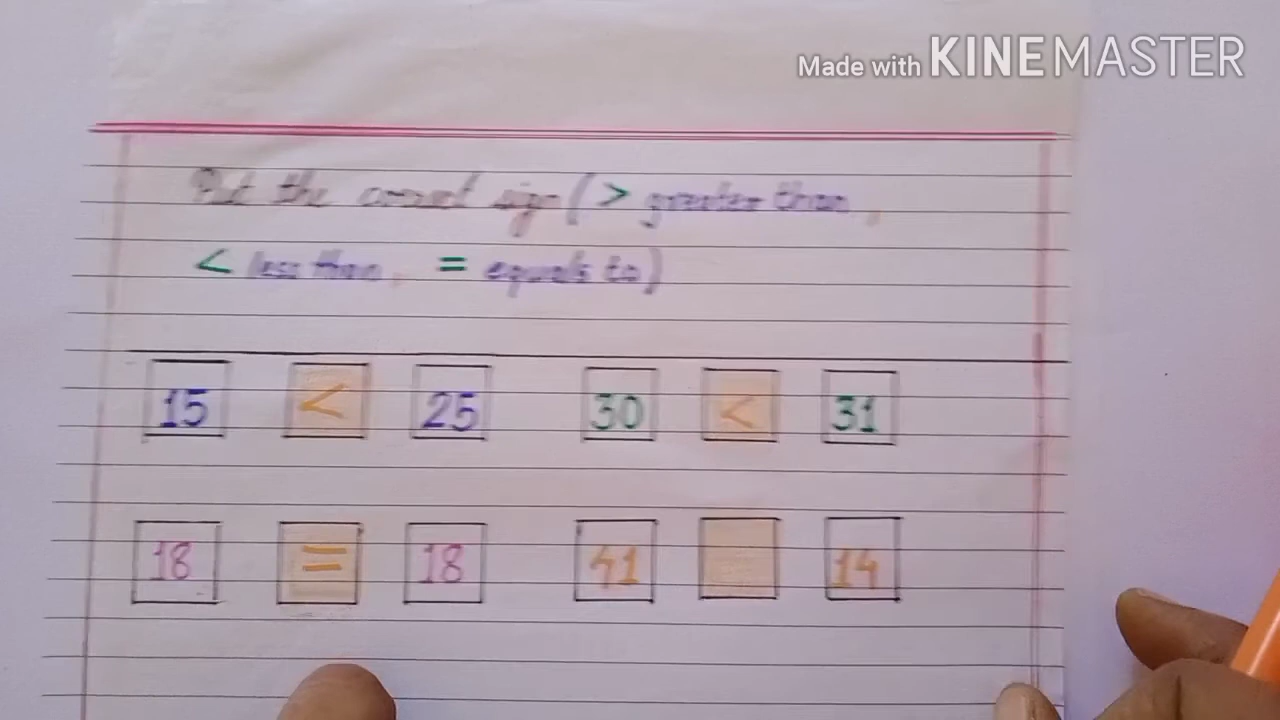 Made with KINEMASTER
Put the correct sign ( > greater than,
< less than, = equals to)
15 < 25 30 < 31
18 = 18 41 14